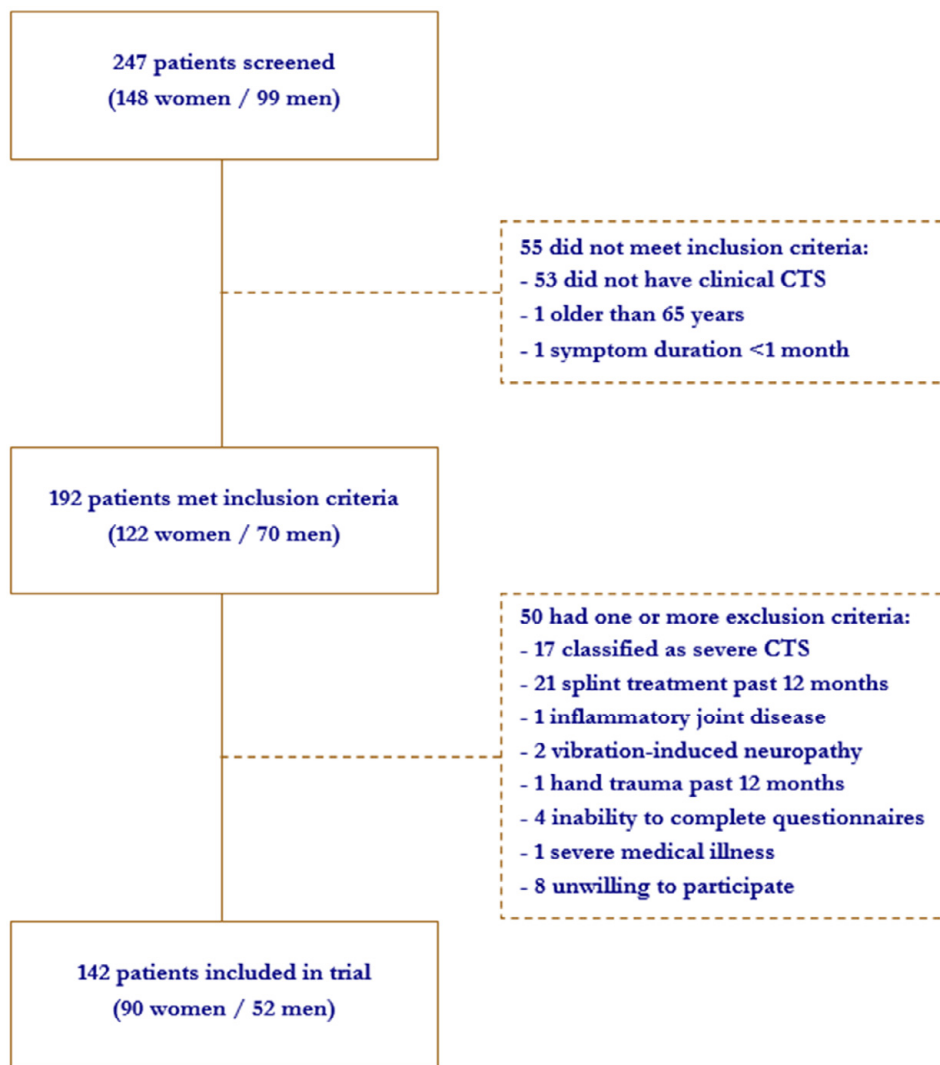 247 patients screened
(148 women / 99 men)
55 did not meet inclusion criteria:
- 53 did not have clinical CTS
- 1 older than 65 years
- 1 symptom duration <1 month
192 patients met inclusion criteria
(122 women / 70 men)
50 had one or more exclusion criteria:
- 17 classified as severe CTS
- 21 splint treatment past 12 months
- 1 inflammatory joint disease
- 2 vibration-induced neuropathy
- 1 hand trauma past 12 months
- 4 inability to complete questionnaires
- 1 severe medical illness
- 8 unwilling to participate
142 patients included in trial
(90 women / 52 men)